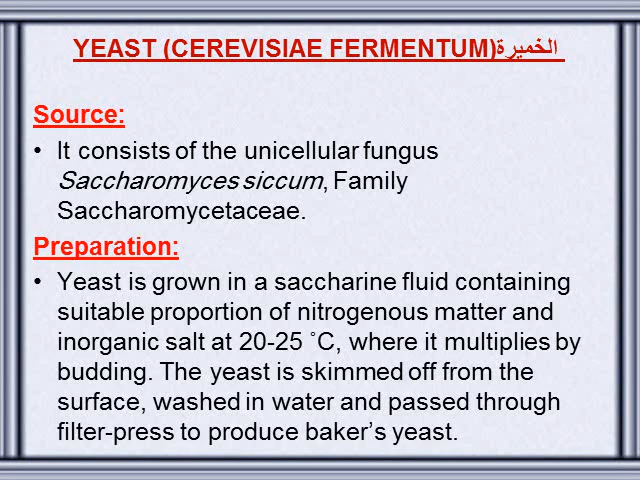 YEAST (CEREVISIAE FERMENTUM)الخميرة
Source:
• It consists of the unicellular fungus
Saccharomyces siccum, Family
Saccharomycetaceae.
Preparation:
• Yeast is grown in a saccharine fluid containing
suitable proportion of nitrogenous matter and
inorganic salt at 20-25 ˚C, where it multiplies by
budding. The yeast is skimmed off from the
surface, washed in water and passed through
filter-press to produce baker’s yeast.